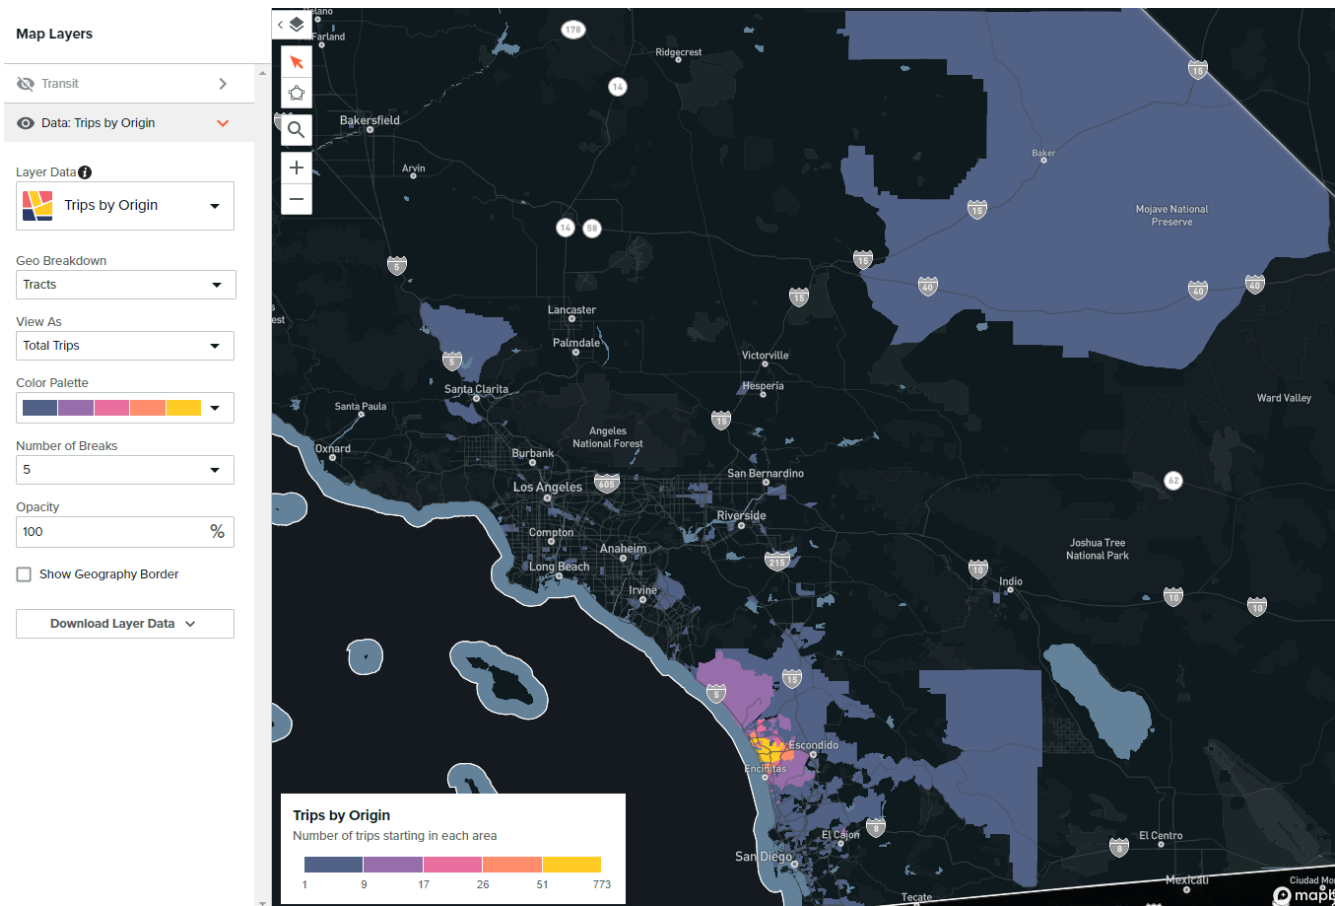 Map Layers
Transit
Data: Trips by Origin
Layer Data
Trips by Origin
Geo Breakdown
Tracts
View As
Total Trips
Color Palette
Number of Breaks
5
Opacity
100 %
Show Geography Border
Download Layer Data
Farland
178
Ridgecrest
15
14
Bakersfield
Arvin
Baker
15
Mojave National
Preserve
14
58
5
15
40
40
40
15
Lancaster
Palmdale
Victorville
5
Santa Clarita
Hesperia
Santa Paula
15
Ward Valley
Angeles
National Forest
Oxnard
Burbank
San Bernardino
Los Angeles
605
62
Riverside
Compton
Anaheim
Joshua Tree
National Park
Long Beach
215
10
Indio
Irvine
10
10
5
15
Escondido
Encinitas
El Cajon
8
El Centro
8
San Diego
Mexicali
Ciudad Mo
Tecate
mapb
Trips by Origin
Number of trips starting in each area
1 9 17 26 51 773